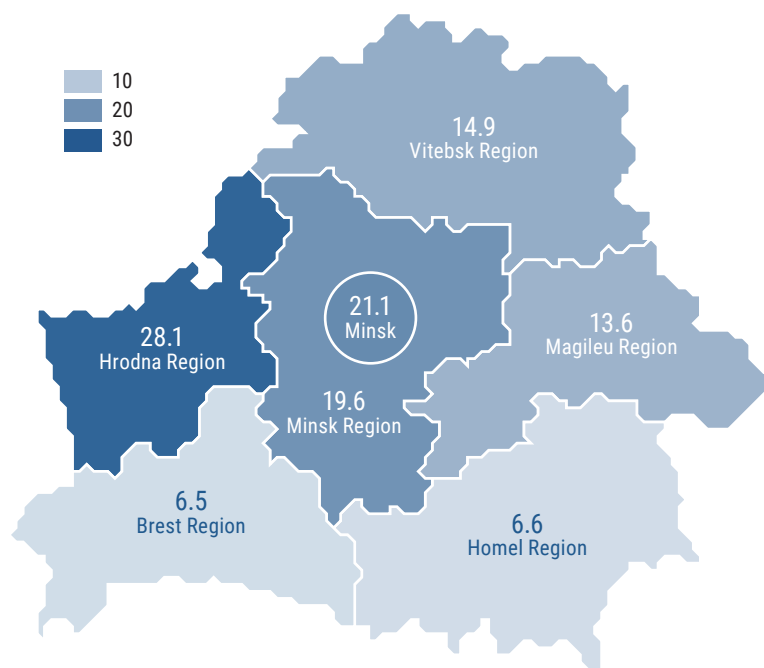 10
20
30
14.9
Vitebsk Region
21.1
Minsk
28.1
Hrodna Region
13.6
Magileu Region
19.6
Minsk Region
6.5
Brest Region
6.6
Homel Region